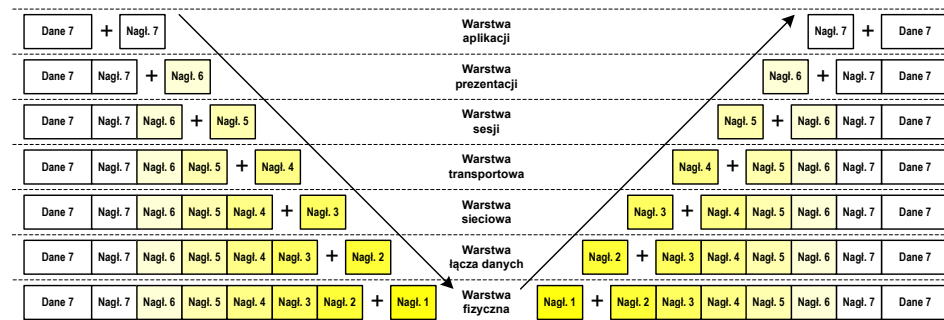 Dane 7 + Nagł. 7 Warstwa aplikacji Nagł. 7 + Dane 7
Dane 7 Nagł. 7 + Nagł. 6 Warstwa prezentacji Nagł. 6 + Nagł. 7 Dane 7
Dane 7 Nagł. 7 Nagł. 6 + Nagł. 5 Warstwa sesji Nagł. 5 + Nagł. 6 Nagł. 7 Dane 7
Dane 7 Nagł. 7 Nagł. 6 Nagł. 5 + Nagł. 4 Warstwa transportowa Nagł. 4 + Nagł. 5 Nagł. 6 Nagł. 7 Dane 7
Dane 7 Nagł. 7 Nagł. 6 Nagł. 5 Nagł. 4 + Nagł. 3 Warstwa sieciowa Nagł. 3 + Nagł. 4 Nagł. 5 Nagł. 6 Nagł. 7 Dane 7
Dane 7 Nagł. 7 Nagł. 6 Nagł. 5 Nagł. 4 Nagł. 3 + Nagł. 2 Warstwa łącza danych Nagł. 2 + Nagł. 3 Nagł. 4 Nagł. 5 Nagł. 6 Nagł. 7 Dane 7
Dane 7 Nagł. 7 Nagł. 6 Nagł. 5 Nagł. 4 Nagł. 3 Nagł. 2 + Nagł. 1 Warstwa fizyczna Nagł. 1 + Nagł. 2 Nagł. 3 Nagł. 4 Nagł. 5 Nagł. 6 Nagł. 7 Dane 7